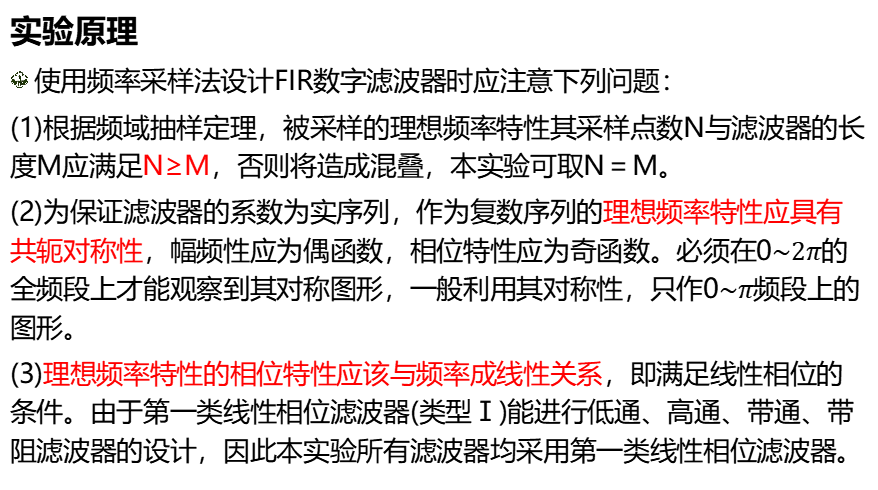 实验原理
使用频率采样法设计FIR数字滤波器时应注意下列问题：
(1)根据频域抽样定理，被采样的理想频率特性其采样点数N与滤波器的长
度M应满足N≥M，否则将造成混叠，本实验可取N＝M。
(2)为保证滤波器的系数为实序列，作为复数序列的理想频率特性应具有
共轭对称性，幅频性应为偶函数，相位特性应为奇函数。必须在0~2π的
全频段上才能观察到其对称图形，一般利用其对称性，只作0~π频段上的
图形。
(3)理想频率特性的相位特性应该与频率成线性关系，即满足线性相位的
条件。由于第一类线性相位滤波器(类型Ⅰ)能进行低通、高通、带通、带
阻滤波器的设计，因此本实验所有滤波器均采用第一类线性相位滤波器。